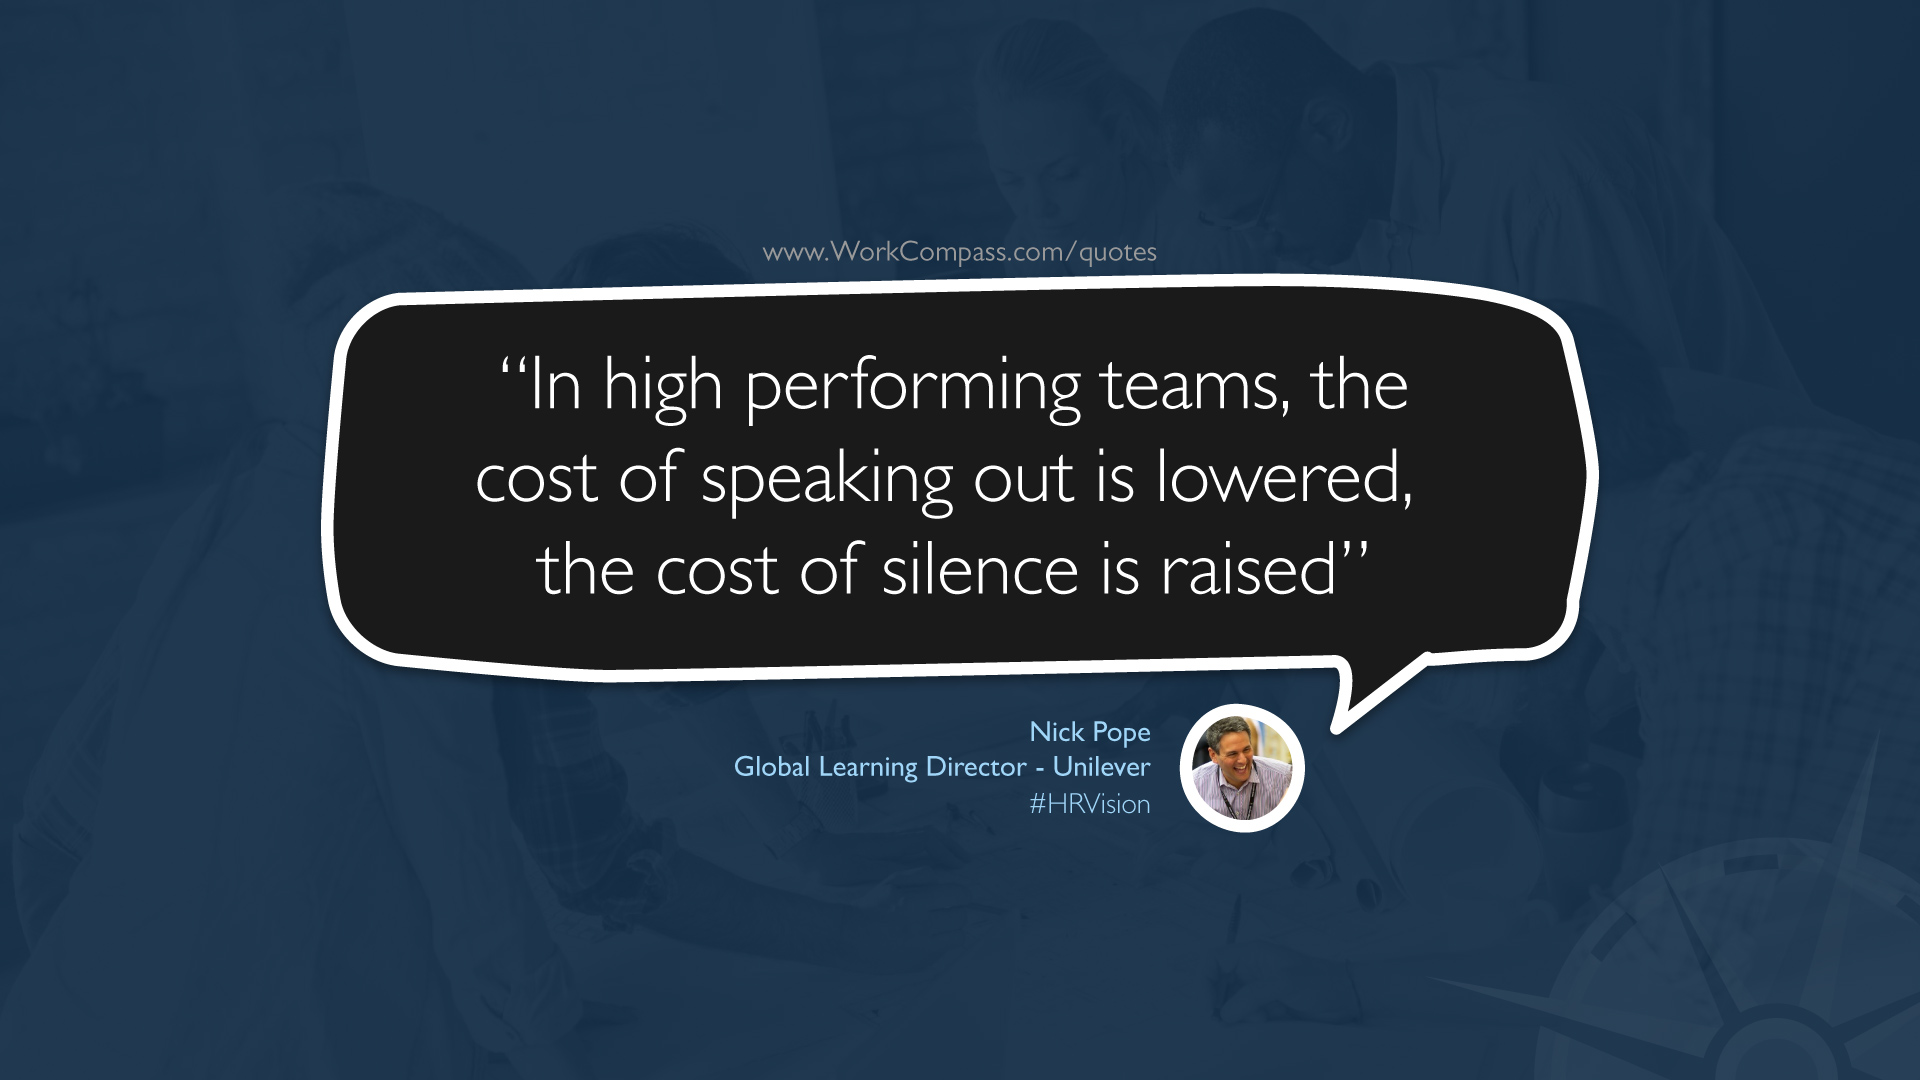 www.WorkCompass.com/quotes
“In high performing teams, the
cost of speaking out is lowered,
the cost of silence is raised”
Nick Pope
Global Learning Director - Unilever
#HRVision